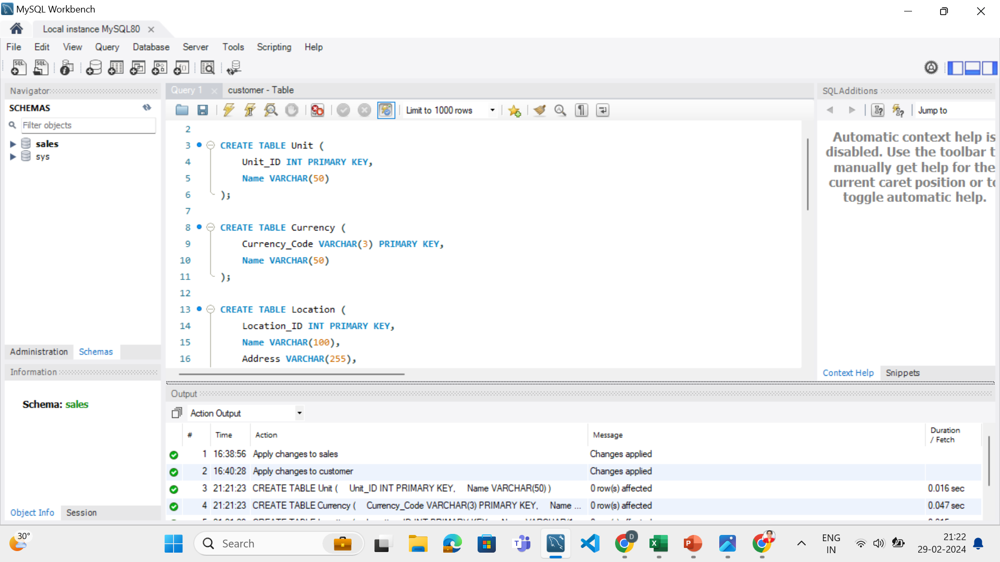 MySQL Workbench
Local instance MySQL80
File Edit View Query Database Server Tools Scripting Help
Navigator
SCHEMAS
Filter objects
sales
sys
Administration Schemas
Information
Schema: sales
Object Info Session
Query 1 customer - Table
Limit to 1000 rows
2
3 CREATE TABLE Unit (
4 Unit_ID INT PRIMARY KEY,
5 Name VARCHAR(50)
6 );
7
8 CREATE TABLE Currency (
9 Currency_Code VARCHAR(3) PRIMARY KEY,
10 Name VARCHAR(50)
11 );
12
13 CREATE TABLE Location (
14 Location_ID INT PRIMARY KEY,
15 Name VARCHAR(100),
16 Address VARCHAR(255),
SQLAdditions
Jump to
Automatic context help is
disabled. Use the toolbar t
manually get help for the
current caret position or to
toggle automatic help.
Context Help Snippets
Output
Action Output
# Time Action Message Duration / Fetch
1 16:38:56 Apply changes to sales Changes applied
2 16:40:28 Apply changes to customer Changes applied
3 21:21:23 CREATE TABLE Unit ( Unit_ID INT PRIMARY KEY, Name VARCHAR(50) ) 0 row(s) affected 0.016 sec
4 21:21:23 CREATE TABLE Currency ( Currency_Code VARCHAR(3) PRIMARY KEY, Name ... 0 row(s) affected 0.047 sec
30°
Search
D
ENG
IN
21:22
29-02-2024